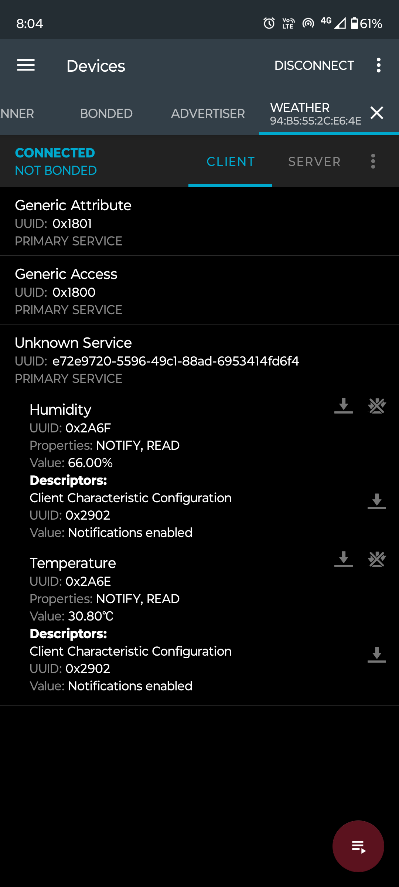 8:04
VoD LTE
4G
61%
Devices
DISCONNECT
NNER
BONDED
ADVERTISER
WEATHER
94:B5:55:2C:E6:4E
CONNECTED
NOT BONDED
CLIENT
SERVER
Generic Attribute
UUID: 0x1801
PRIMARY SERVICE
Generic Access
UUID: 0x1800
PRIMARY SERVICE
Unknown Service
UUID: e72e9720-5596-49c1-88ad-6953414fd6f4
PRIMARY SERVICE
Humidity
UUID: 0x2A6F
Properties: NOTIFY, READ
Value: 66.00%
Descriptors:
Client Characteristic Configuration
UUID: 0x2902
Value: Notifications enabled
Temperature
UUID: 0x2A6E
Properties: NOTIFY, READ
Value: 30.80°C
Descriptors:
Client Characteristic Configuration
UUID: 0x2902
Value: Notifications enabled